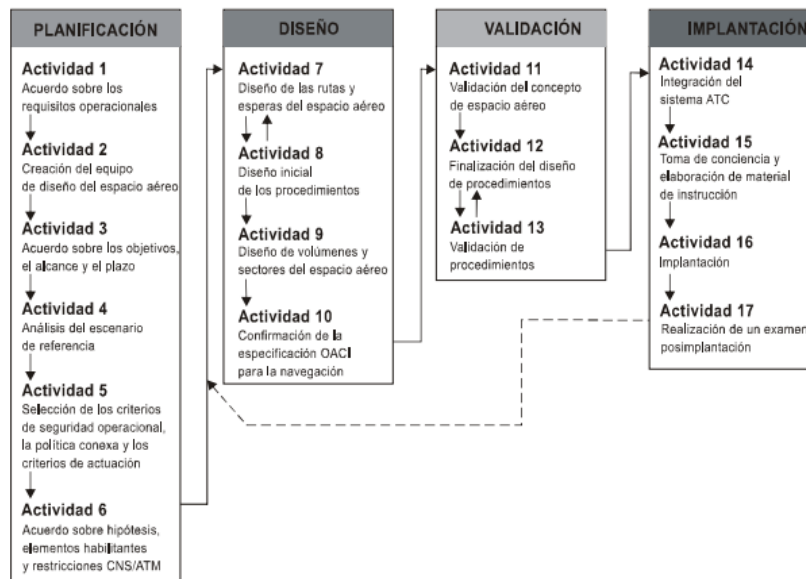 PLANIFICACIÓN
Actividad 1
Acuerdo sobre los
requisitos operacionales
Actividad 2
Creación del equipo
de diseño del espacio aéreo
Actividad 3
Acuerdo sobre los objetivos,
el alcance y el plazo
Actividad 4
Análisis del escenario
de referencia
Actividad 5
Selección de los criterios
de seguridad operacional,
la política conexa y los
criterios de actuación
Actividad 6
Acuerdo sobre hipótesis,
elementos habilitantes
y restricciones CNS/ATM
DISEÑO
Actividad 7
Diseño de las rutas y
esperas del espacio aéreo
Actividad 8
Diseño inicial
de los procedimientos
Actividad 9
Diseño de volúmenes y
sectores del espacio aéreo
Actividad 10
Confirmación de la
especificación OACI
para la navegación
VALIDACIÓN
Actividad 11
Validación del concepto
de espacio aéreo
Actividad 12
Finalización del diseño
de procedimientos
Actividad 13
Validación de
procedimientos
IMPLANTACIÓN
Actividad 14
Integración del
sistema ATC
Actividad 15
Toma de conciencia y
elaboración de material
de instrucción
Actividad 16
Implantación
Actividad 17
Realización de un examen
posimplantación